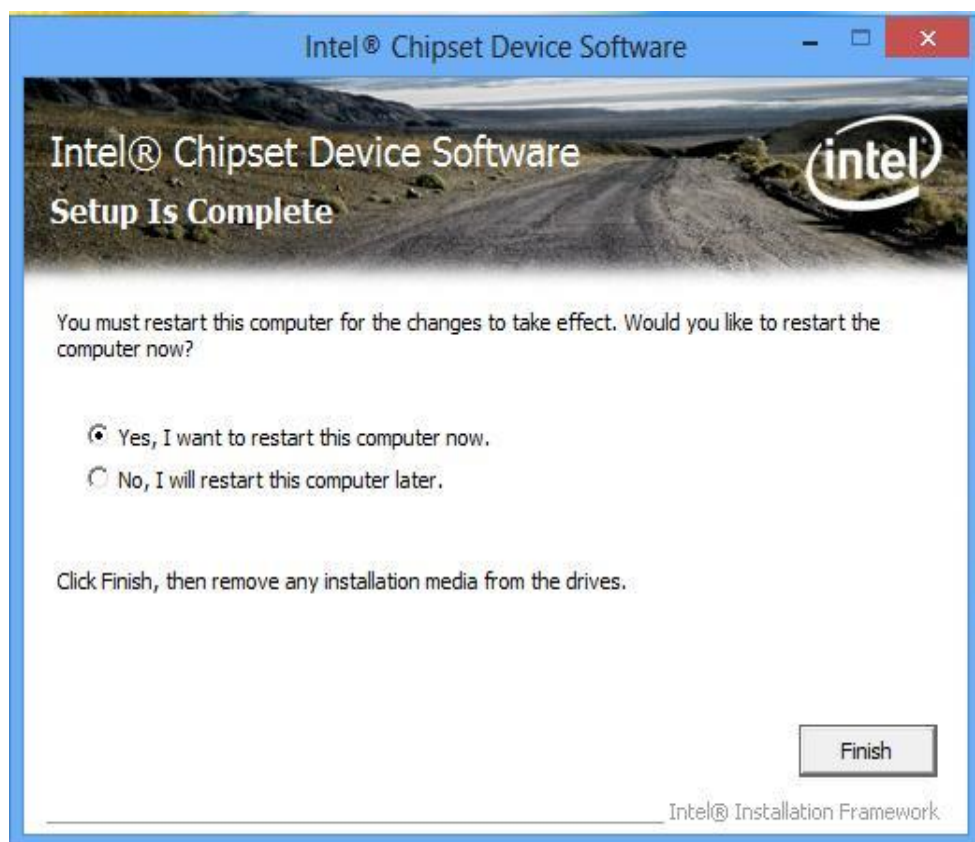 Intel® Chipset Device Software
Intel® Chipset Device Software
intel
Setup Is Complete
You must restart this computer for the changes to take effect. Would you like to restart the
computer now?
Yes, I want to restart this computer now.
No, I will restart this computer later.
Click Finish, then remove any installation media from the drives.
Finish
Intel® Installation Framework